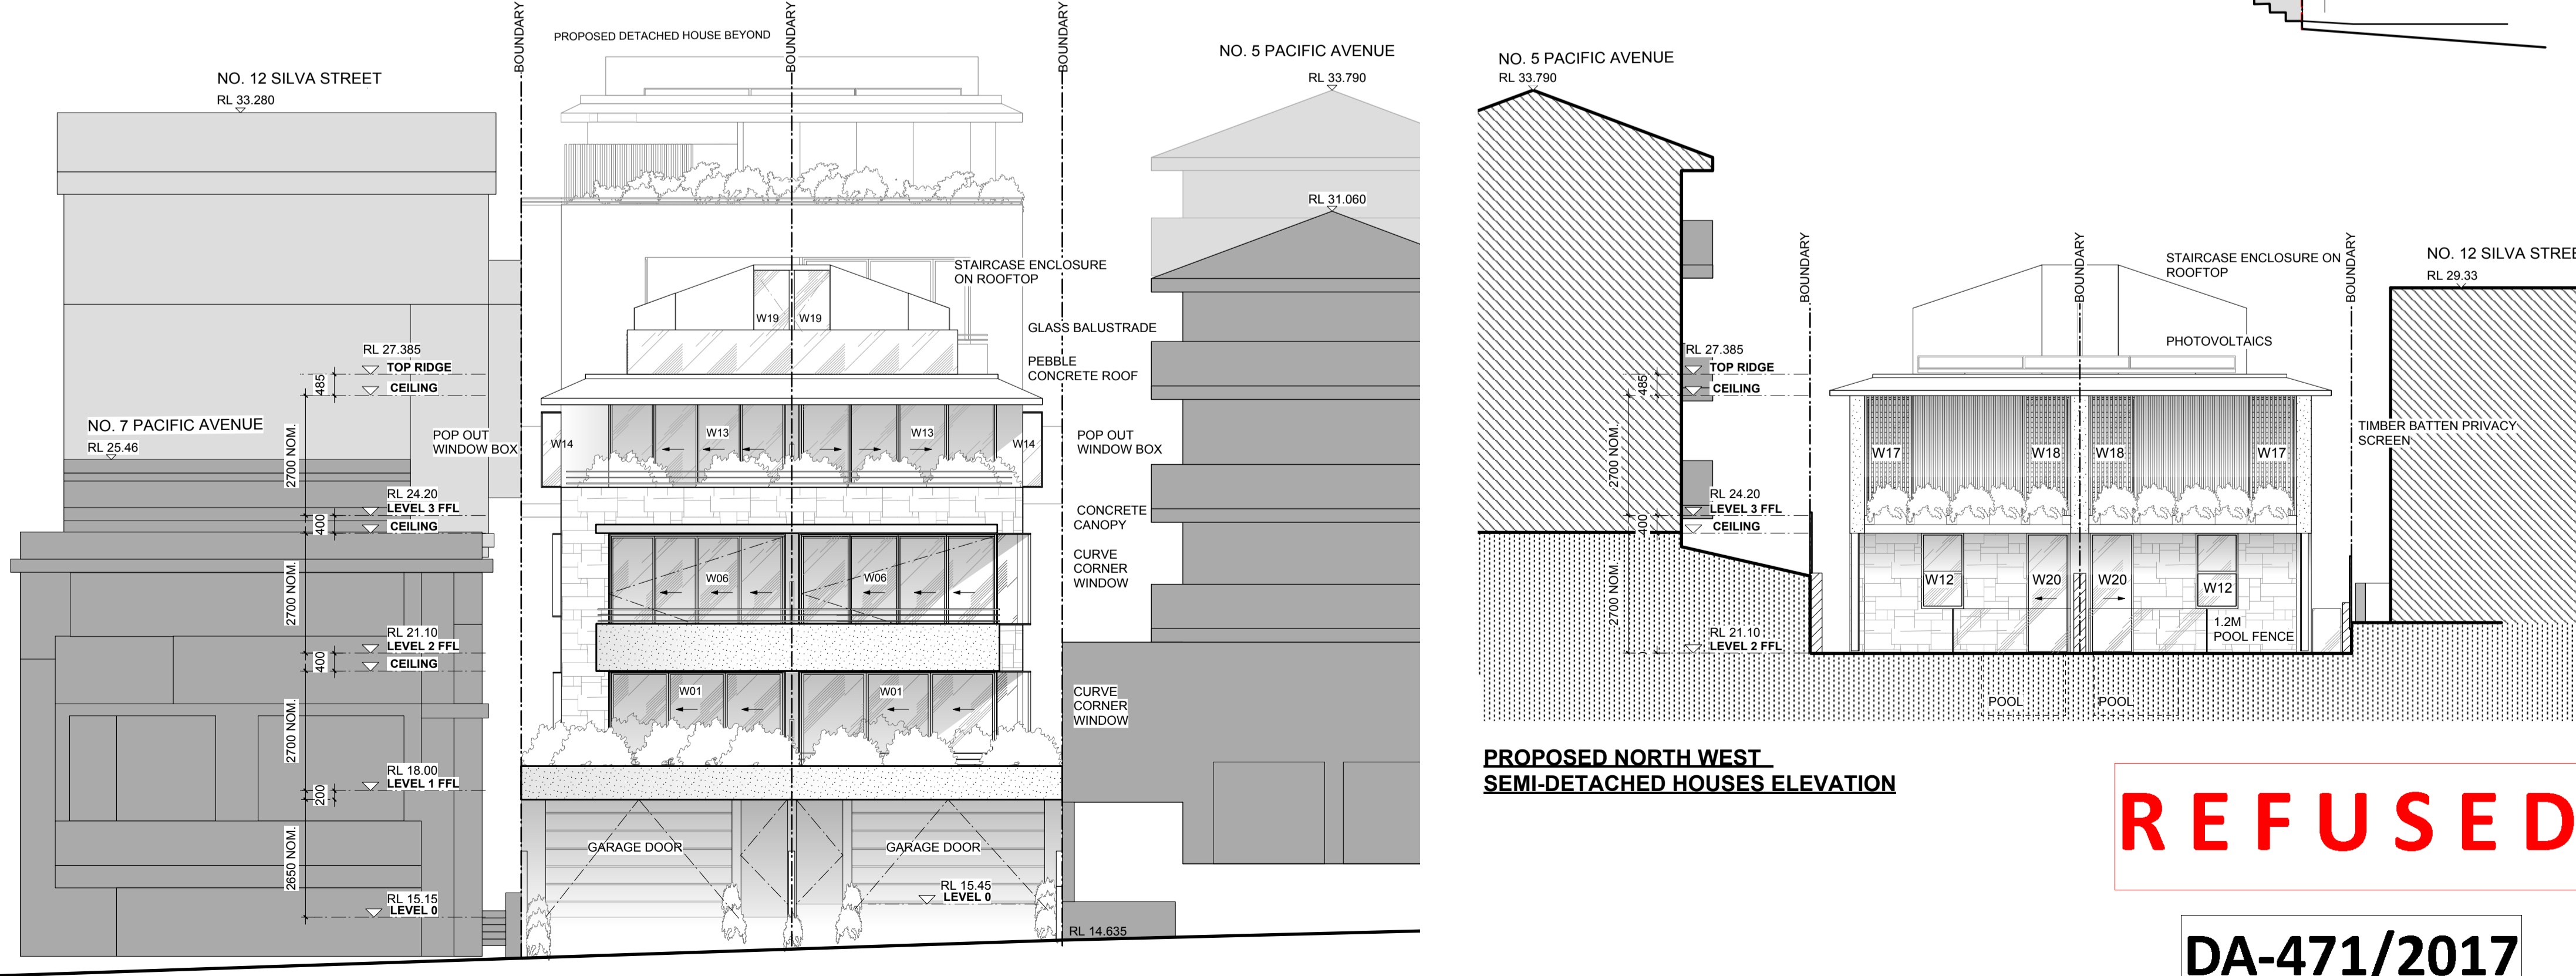 BOUNDARY
PROPOSED DETACHED HOUSE BEYOND
BOUNDARY
BOUNDARY
NO. 12 SILVA STREET
RL 33.280
NO. 5 PACIFIC AVENUE
RL 33.790
RL 31.060
STAIRCASE ENCLOSURE
ON ROOFTOP
W19
W19
GLASS BALUSTRADE
RL 27.385
TOP RIDGE
485
CEILING
PEBBLE
CONCRETE ROOF
NO. 7 PACIFIC AVENUE
RL 25.46
2700 NOM.
POP OUT
WINDOW BOX
W14
W13
W13
W14
POP OUT
WINDOW BOX
RL 24.20
LEVEL 3 FFL
400
CEILING
CONCRETE
CANOPY
2700 NOM.
W06
W06
CURVE
CORNER
WINDOW
RL 21.10
LEVEL 2 FFL
400
CEILING
2700 NOM.
W01
W01
CURVE
CORNER
WINDOW
RL 18.00
LEVEL 1 FFL
200
2650 NOM.
GARAGE DOOR
GARAGE DOOR
RL 15.15
LEVEL 0
RL 15.45
LEVEL 0
RL 14.635
NO. 5 PACIFIC AVENUE
RL 33.790
BOUNDARY
BOUNDARY
BOUNDARY
STAIRCASE ENCLOSURE ON
ROOFTOP
NO. 12 SILVA STREE
RL 29.33
PHOTOVOLTAICS
RL 27.385
TOP RIDGE
485
CEILING
2700 NOM.
W17
W18
W18
W17
TIMBER BATTEN PRIVACY
SCREEN
RL 24.20
LEVEL 3 FFL
400
CEILING
2700 NOM.
W12
W20
W20
W12
1.2M
POOL FENCE
RL 21.10
LEVEL 2 FFL
POOL
POOL
PROPOSED NORTH WEST
SEMI-DETACHED HOUSES ELEVATION
REFUSED
DA-471/2017